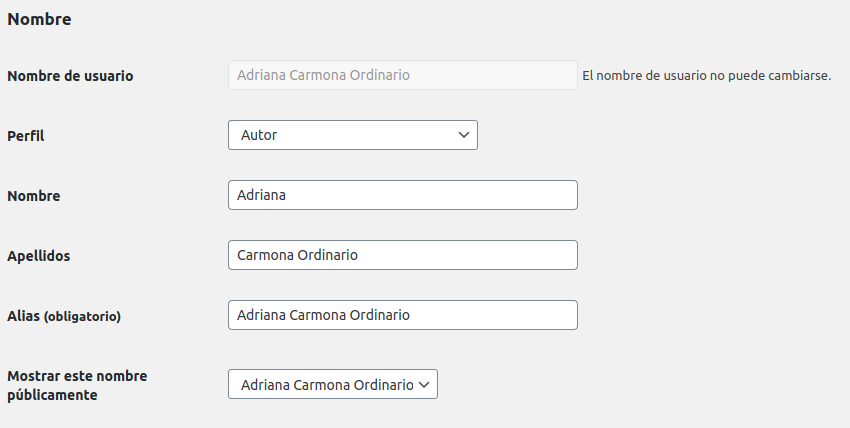 Nombre
Nombre de usuario
Adriana Carmona Ordinario
El nombre de usuario no puede cambiarse.
Perfil
Autor
Nombre
Adriana
Apellidos
Carmona Ordinario
Alias (obligatorio)
Adriana Carmona Ordinario
Mostrar este nombre
públicamente
Adriana Carmona Ordinario